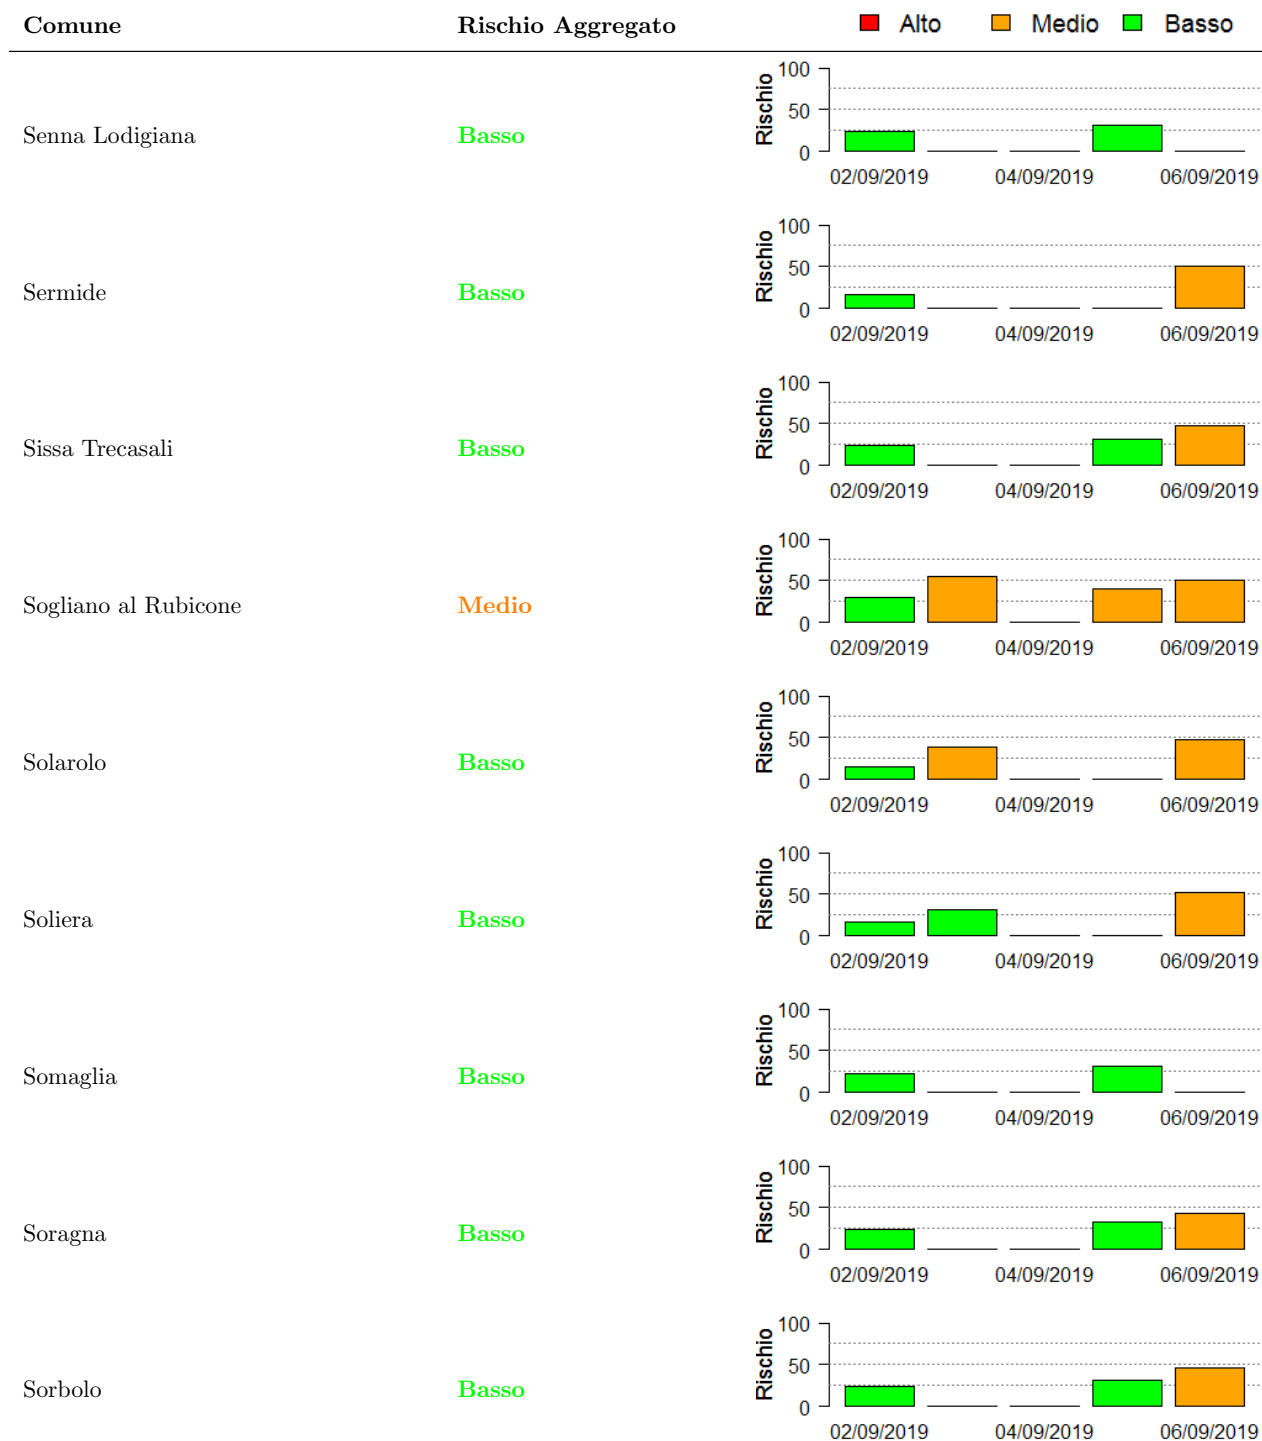 Comune Rischio Aggregato Alto Medio Basso
Senna Lodigiana Basso
Rischio
100
50
0
02/09/2019 04/09/2019 06/09/2019
Sermide Basso
Rischio
100
50
0
02/09/2019 04/09/2019 06/09/2019
Sissa Trecasali Basso
Rischio
100
50
0
02/09/2019 04/09/2019 06/09/2019
Sogliano al Rubicone Medio
Rischio
100
50
0
02/09/2019 04/09/2019 06/09/2019
Solarolo Basso
Rischio
100
50
0
02/09/2019 04/09/2019 06/09/2019
Soliera Basso
Rischio
100
50
0
02/09/2019 04/09/2019 06/09/2019
Somaglia Basso
Rischio
100
50
0
02/09/2019 04/09/2019 06/09/2019
Soragna Basso
Rischio
100
50
0
02/09/2019 04/09/2019 06/09/2019
Sorbolo Basso
Rischio
100
50
0
02/09/2019 04/09/2019 06/09/2019